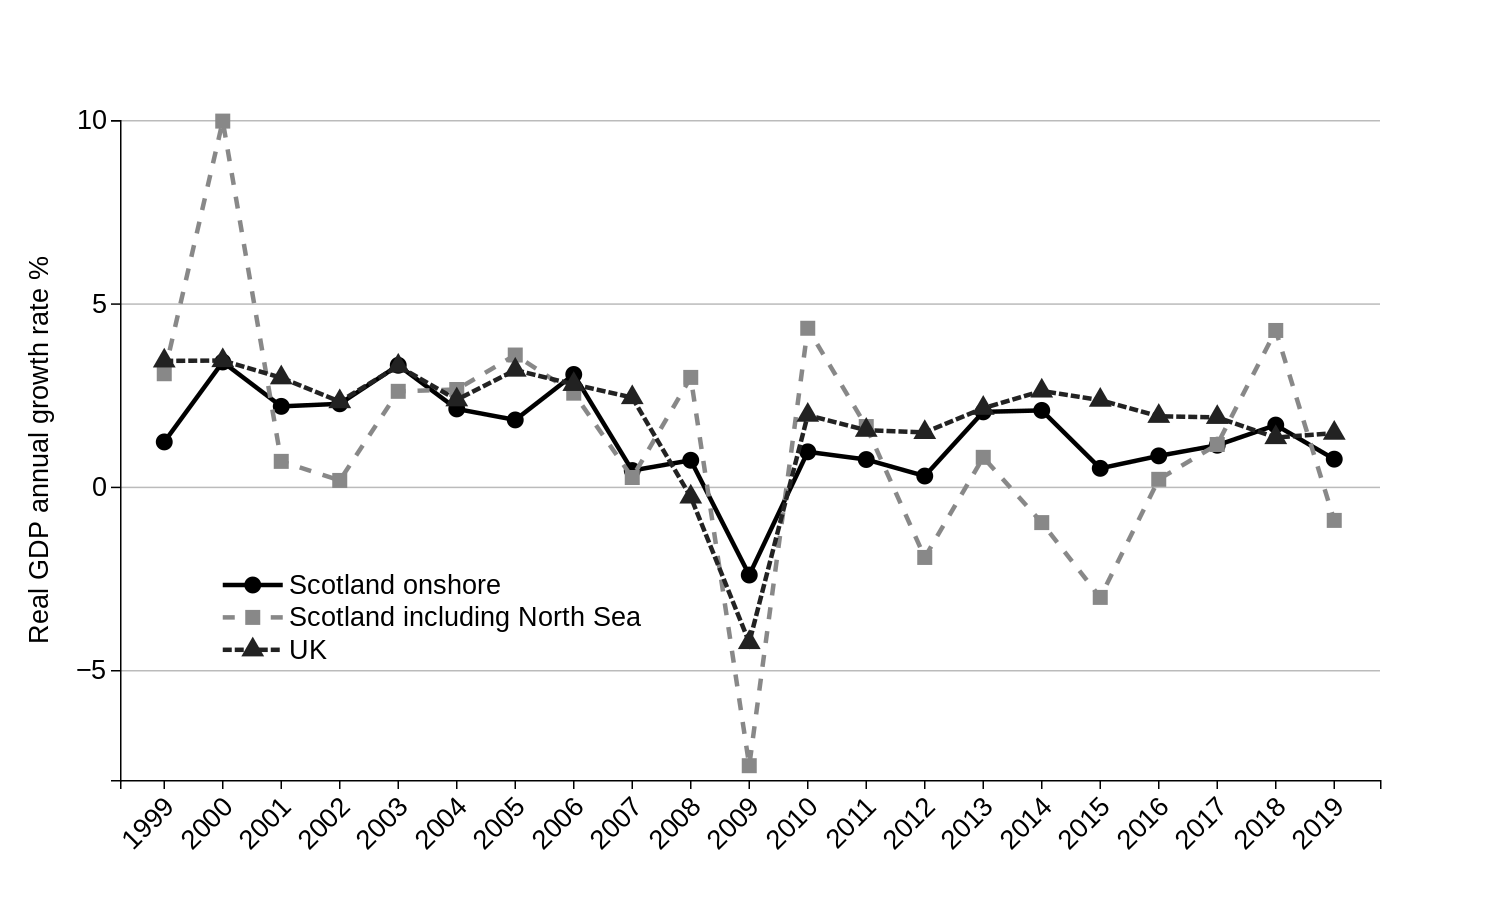 Real GDP annual growth rate %
10
5
0
−5
Scotland onshore
Scotland including North Sea
UK
1999 2000 2001 2002 2003 2004 2005 2006 2007 2008 2009 2010 2011 2012 2013 2014 2015 2016 2017 2018 2019